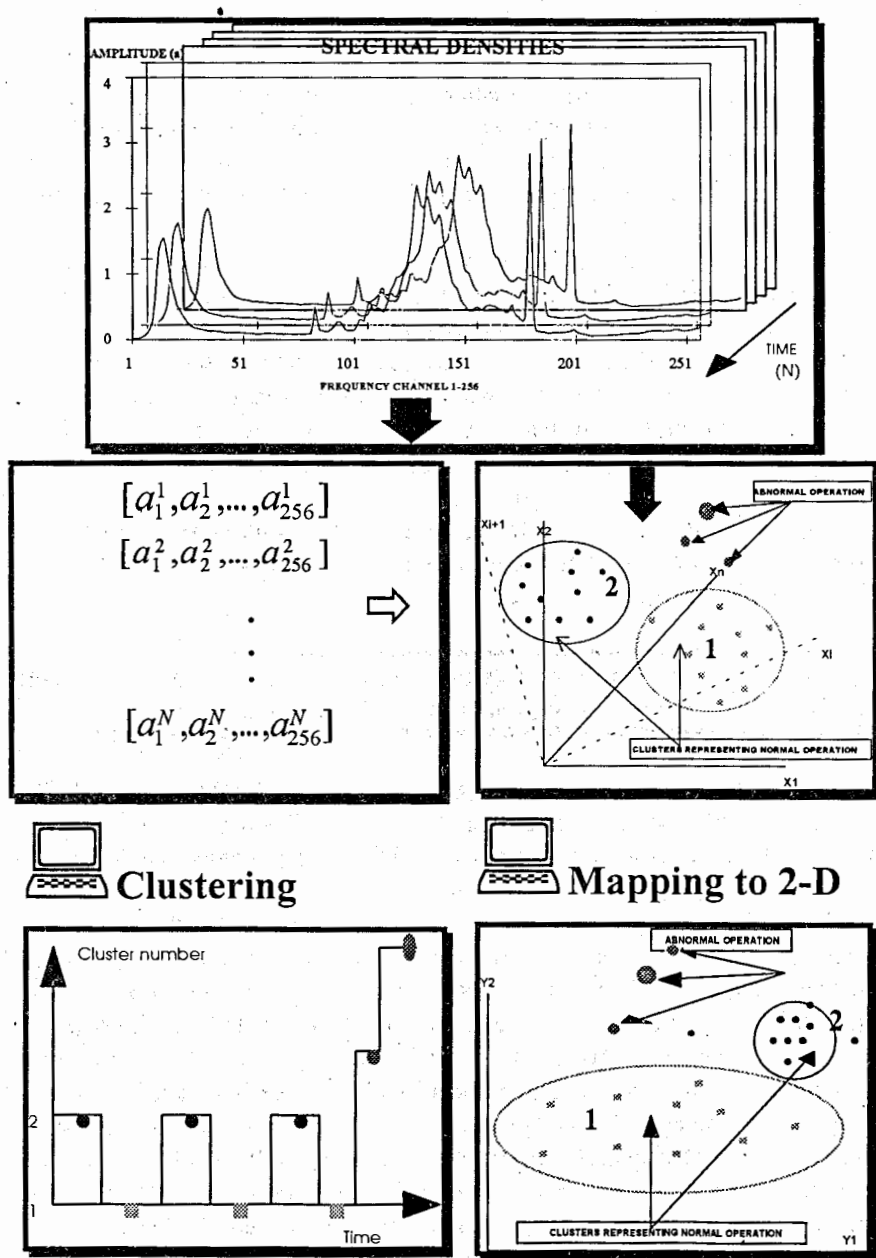 SPECTRAL DENSITIES
AMPLITUDE (a)
4
3
2
1
0
1 51 101 151 201 251
FREQUENCY CHANNEL 1-256
TIME
(N)
[a_1^1, a_2^1, ..., a_256^1]
[a_1^2, a_2^2, ..., a_256^2]
[a_1^N, a_2^N, ..., a_256^N]
ABNORMAL OPERATION
Xi+1
X2
Xn
2
1
Xi
CLUSTERS REPRESENTING NORMAL OPERATION
X1
Clustering
Mapping to 2-D
Cluster number
2
1
Time
ABNORMAL OPERATION
Y2
2
1
CLUSTERS REPRESENTING NORMAL OPERATION
Y1